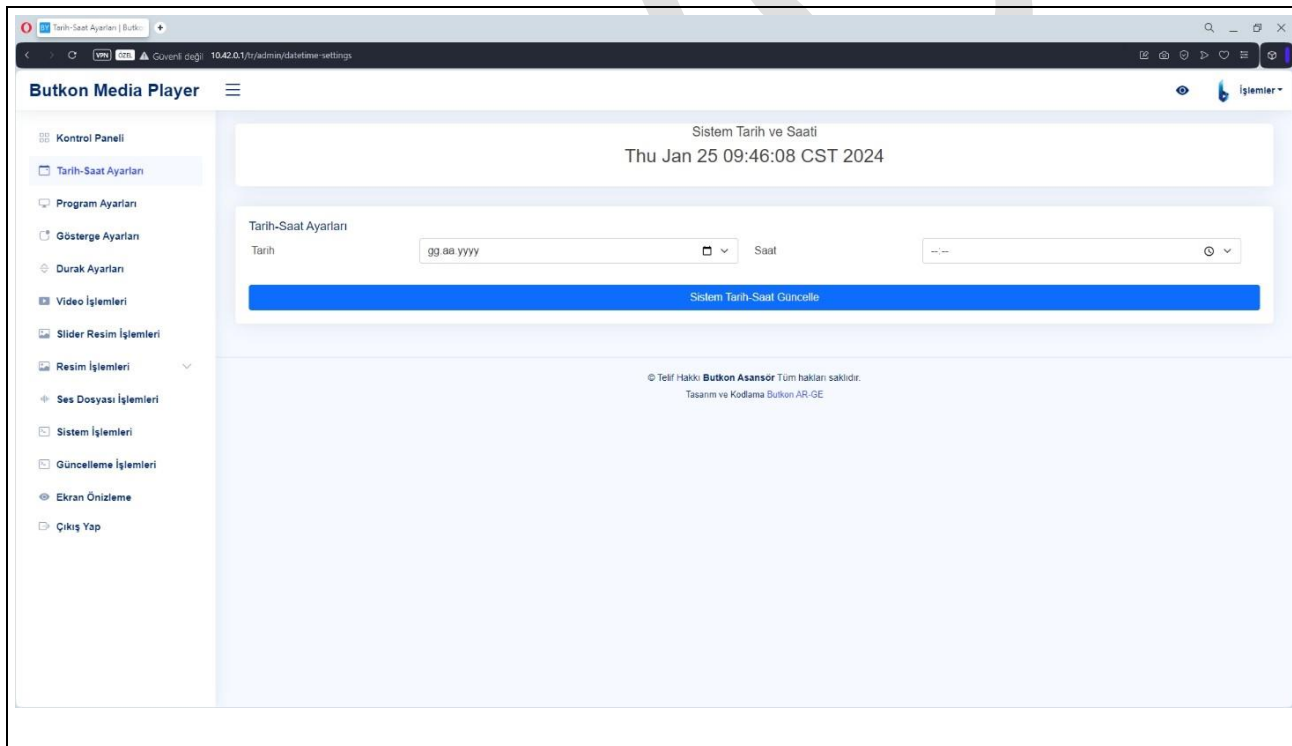 Tarih-Saat Ayarları | Butko
VPN ÖZEL Güvenli değil 10.42.0.1/tr/admin/datetime-settings
Butkon Media Player
İşlemler
Kontrol Paneli
Tarih-Saat Ayarları
Program Ayarları
Gösterge Ayarları
Durak Ayarları
Video İşlemleri
Slider Resim İşlemleri
Resim İşlemleri
Ses Dosyası İşlemleri
Sistem İşlemleri
Güncelleme İşlemleri
Ekran Önizleme
Çıkış Yap
Sistem Tarih ve Saati
Thu Jan 25 09:46:08 CST 2024
Tarih-Saat Ayarları
Tarih gg.aa.yyyy Saat --:--
Sistem Tarih-Saat Güncelle
© Telif Hakkı Butkon Asansör Tüm hakları saklıdır.
Tasarım ve Kodlama Butkon AR-GE